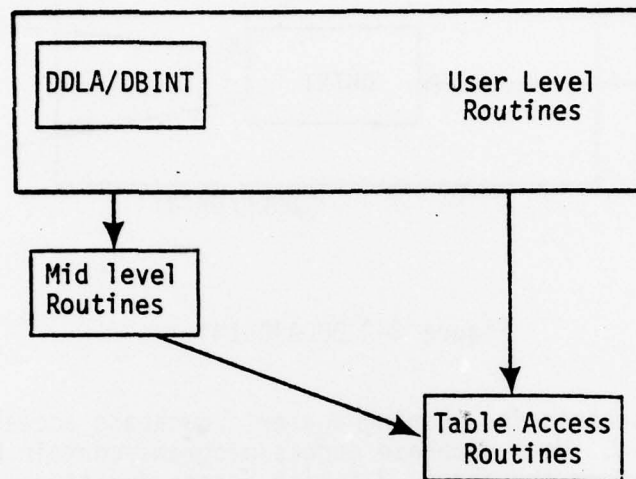 DDLA/DBINT
User Level
Routines
Mid level
Routines
Table Access
Routines